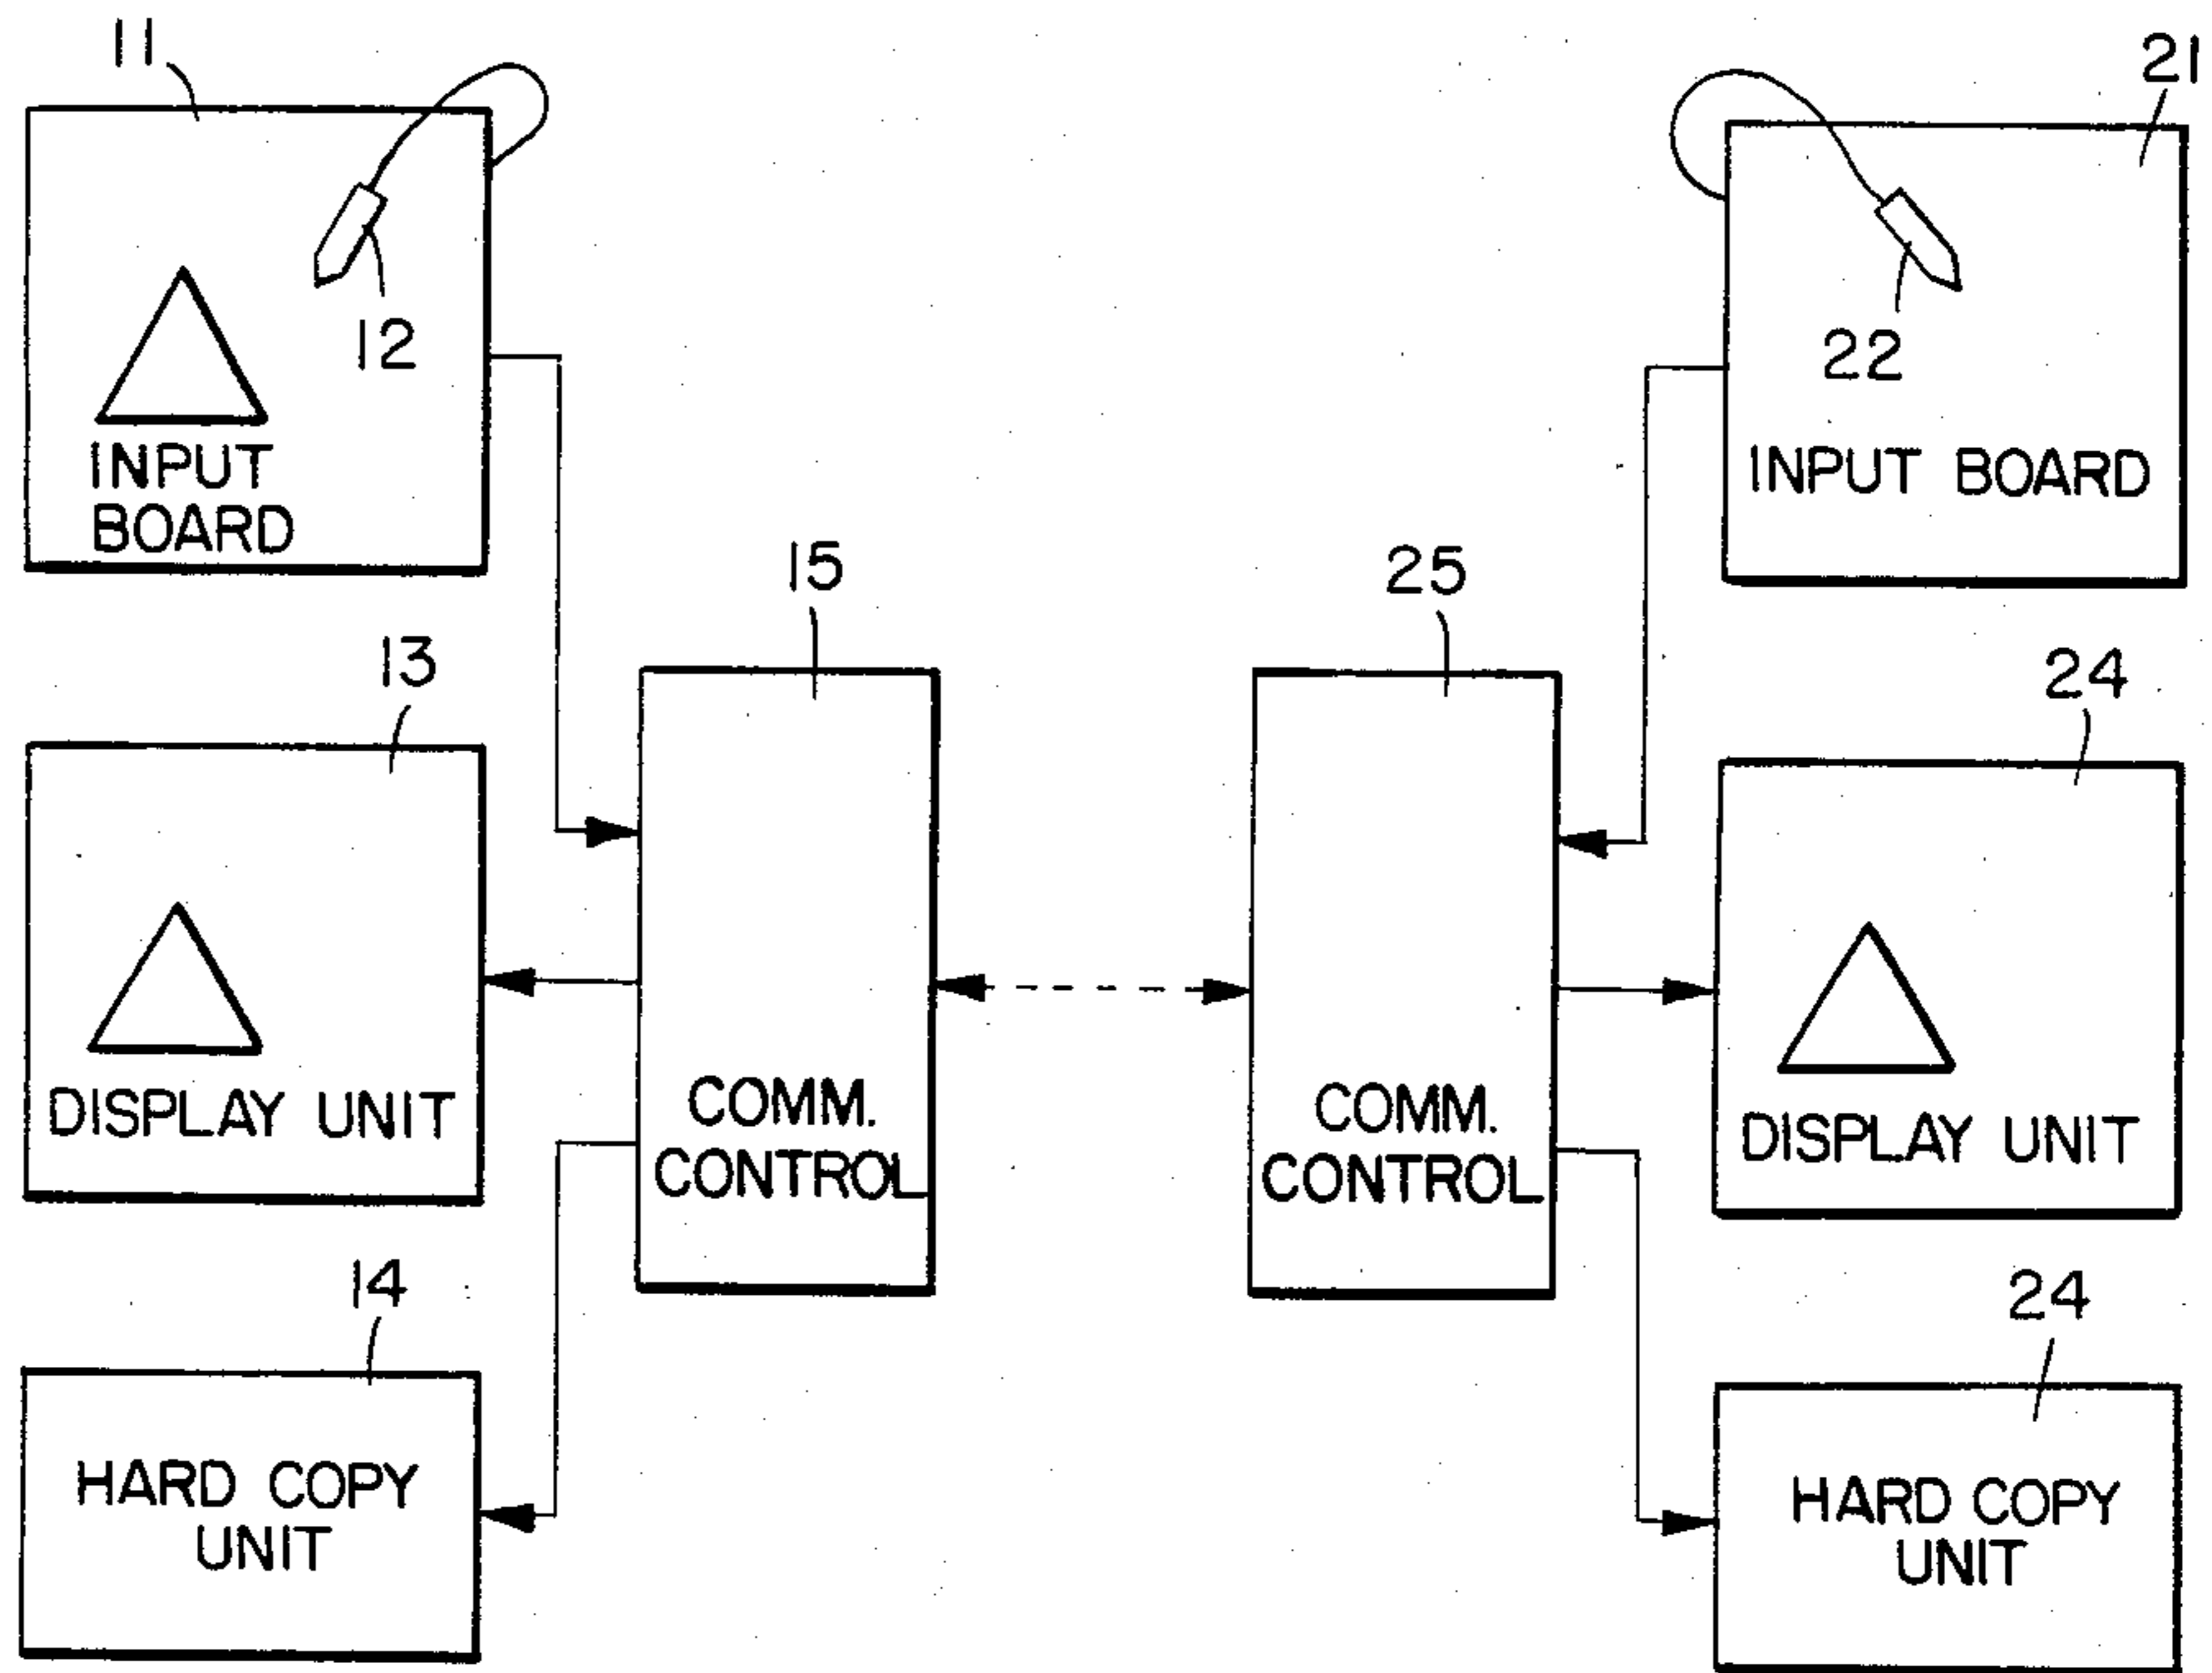 11
21
12
22
INPUT
BOARD
INPUT BOARD
15
25
13
24
DISPLAY UNIT
COMM.
CONTROL
COMM.
CONTROL
DISPLAY UNIT
14
24
HARD COPY
UNIT
HARD COPY
UNIT